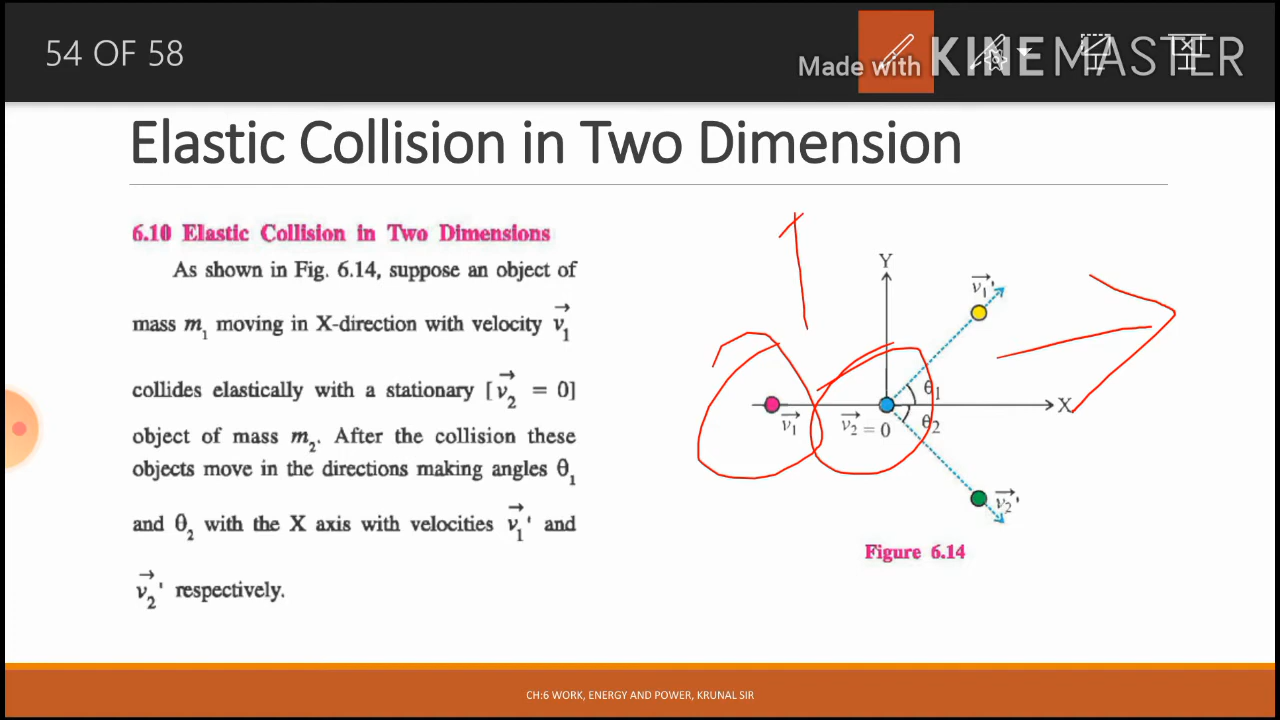 54 OF 58
Made with KINEMASTER
Elastic Collision in Two Dimension
6.10 Elastic Collision in Two Dimensions
As shown in Fig. 6.14, suppose an object of
mass m₁ moving in X-direction with velocity v₁→
collides elastically with a stationary [v₂→ = 0]
object of mass m₂. After the collision these
objects move in the directions making angles θ₁
and θ₂ with the X axis with velocities v₁→' and
v₂→' respectively.
Y
v₁→'
θ₁
X
v₁→
v₂→ = 0
θ₂
v₂→'
Figure 6.14
CH:6 WORK, ENERGY AND POWER, KRUNAL SIR